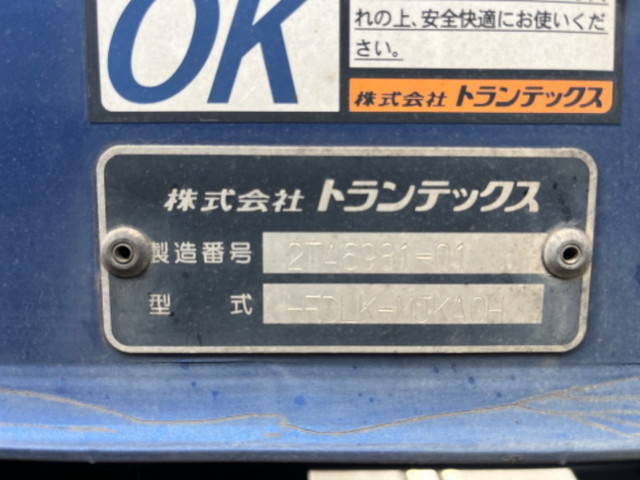 OK
れの上、安全快適にお使いくだ
さい。
株式会社 トランテックス
株式会社 トランテックス
製造番号
型 式